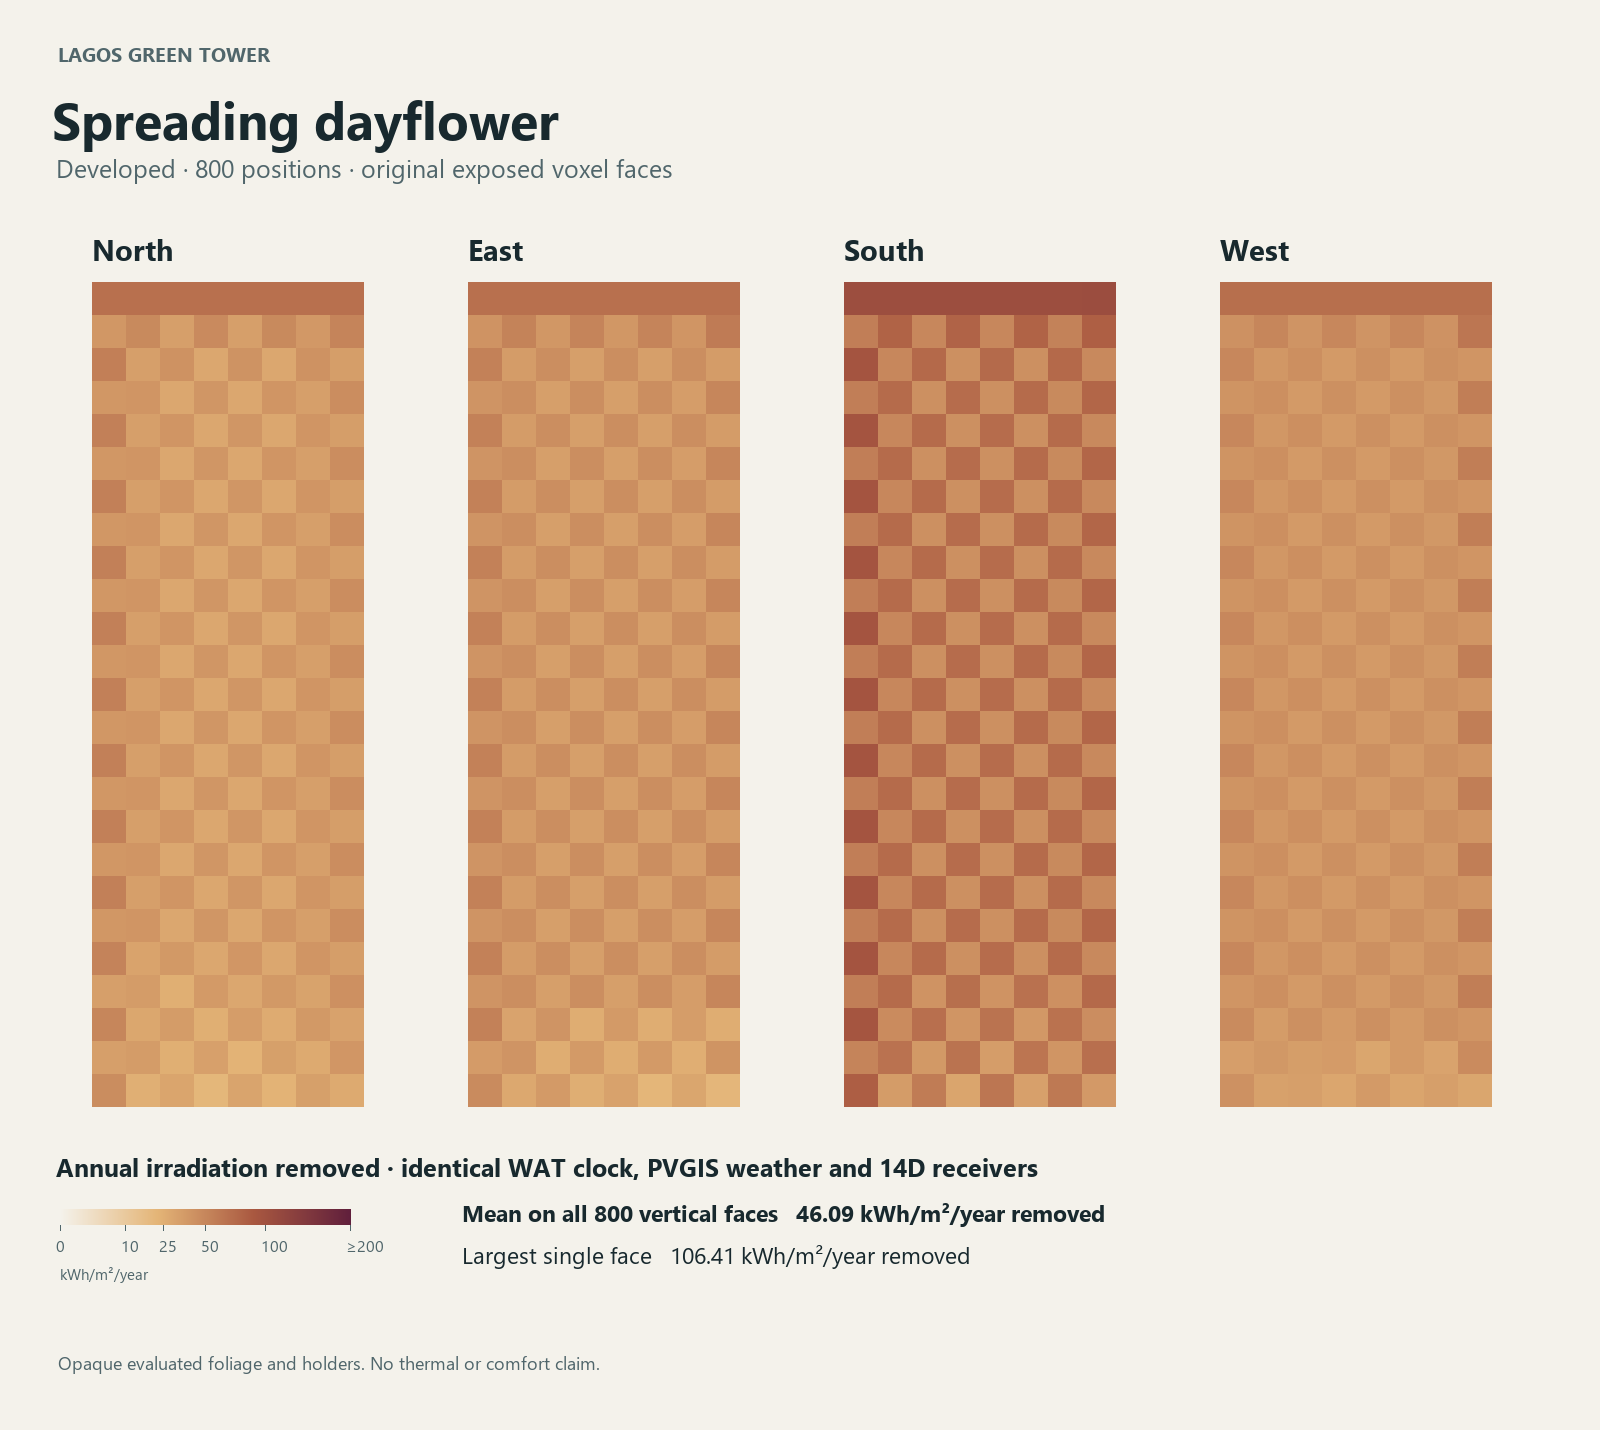 LAGOS GREEN TOWER
Spreading dayflower
Developed · 800 positions · original exposed voxel faces
North East South West
Annual irradiation removed · identical WAT clock, PVGIS weather and 14D receivers
Mean on all 800 vertical faces 46.09 kWh/m²/year removed
0 10 25 50 100 ≥200
Largest single face 106.41 kWh/m²/year removed
kWh/m²/year
Opaque evaluated foliage and holders. No thermal or comfort claim.